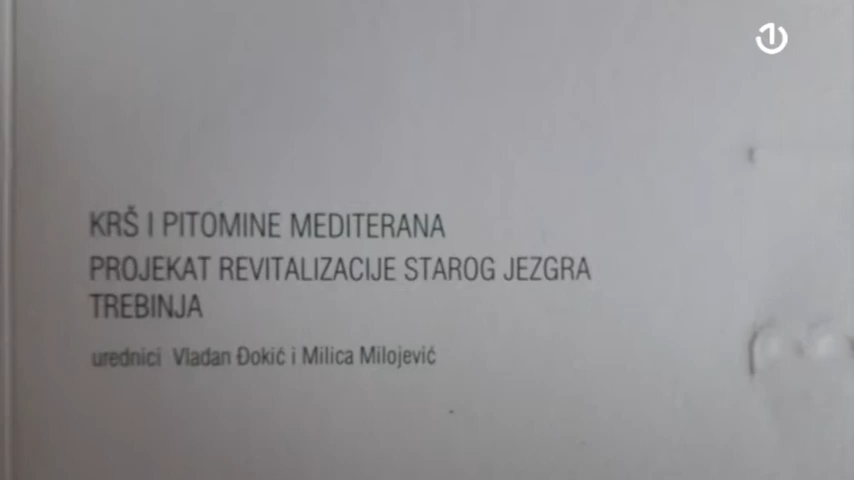 KRŠ I PITOMINE MEDITERANA
PROJEKAT REVITALIZACIJE STAROG JEZGRA
TREBINJA
urednici Vladan Đokić i Milica Milojević